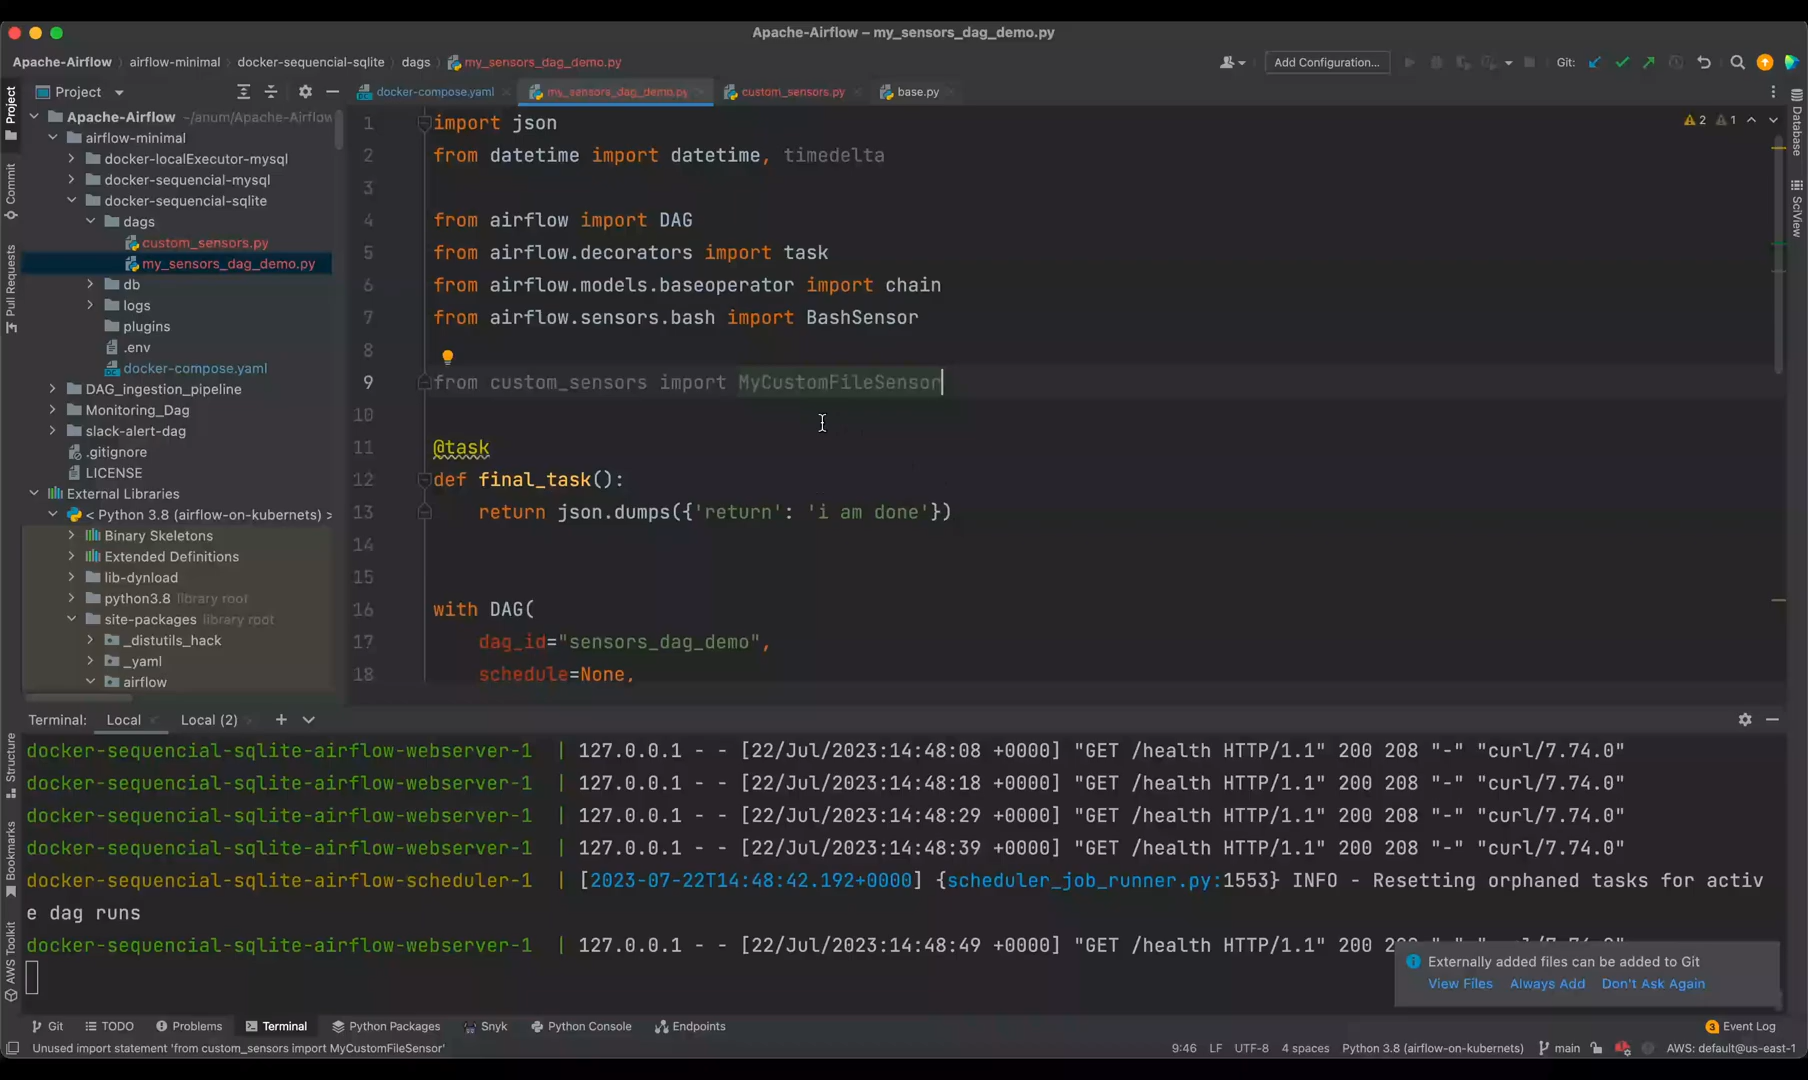 Apache-Airflow – my_sensors_dag_demo.py
Apache-Airflow
airflow-minimal
docker-sequencial-sqlite
dags
my_sensors_dag_demo.py
Add Configuration...
Git:
Project
Project
docker-compose.yaml
my_sensors_dag_demo.py
custom_sensors.py
base.py
Apache-Airflow ~/anum/Apache-Airflow
airflow-minimal
docker-localExecutor-mysql
docker-sequencial-mysql
docker-sequencial-sqlite
dags
custom_sensors.py
my_sensors_dag_demo.py
db
logs
plugins
.env
docker-compose.yaml
DAG_ingestion_pipeline
Monitoring_Dag
slack-alert-dag
.gitignore
LICENSE
External Libraries
< Python 3.8 (airflow-on-kubernetes) >
Binary Skeletons
Extended Definitions
lib-dynload
python3.8 library root
site-packages library root
_distutils_hack
_yaml
airflow
Commit
Pull Requests
Structure
Bookmarks
AWS Toolkit
Database
SciView
2 1
1 import json
2 from datetime import datetime, timedelta
3
4 from airflow import DAG
5 from airflow.decorators import task
6 from airflow.models.baseoperator import chain
7 from airflow.sensors.bash import BashSensor
8
9 from custom_sensors import MyCustomFileSensor
10
11 @task
12 def final_task():
13 return json.dumps({'return': 'i am done'})
14
15
16 with DAG(
17 dag_id="sensors_dag_demo",
18 schedule=None,
Terminal: Local Local (2)
docker-sequencial-sqlite-airflow-webserver-1 | 127.0.0.1 - - [22/Jul/2023:14:48:08 +0000] "GET /health HTTP/1.1" 200 208 "-" "curl/7.74.0"
docker-sequencial-sqlite-airflow-webserver-1 | 127.0.0.1 - - [22/Jul/2023:14:48:18 +0000] "GET /health HTTP/1.1" 200 208 "-" "curl/7.74.0"
docker-sequencial-sqlite-airflow-webserver-1 | 127.0.0.1 - - [22/Jul/2023:14:48:29 +0000] "GET /health HTTP/1.1" 200 208 "-" "curl/7.74.0"
docker-sequencial-sqlite-airflow-webserver-1 | 127.0.0.1 - - [22/Jul/2023:14:48:39 +0000] "GET /health HTTP/1.1" 200 208 "-" "curl/7.74.0"
docker-sequencial-sqlite-airflow-scheduler-1 | [2023-07-22T14:48:42.192+0000] {scheduler_job_runner.py:1553} INFO - Resetting orphaned tasks for activ
e dag runs
docker-sequencial-sqlite-airflow-webserver-1 | 127.0.0.1 - - [22/Jul/2023:14:48:49 +0000] "GET /health HTTP/1.1" 200 "-" "curl/7.74.0"
Externally added files can be added to Git
View Files Always Add Don't Ask Again
Git
TODO
Problems
Terminal
Python Packages
Snyk
Python Console
Endpoints
3 Event Log
Unused import statement 'from custom_sensors import MyCustomFileSensor'
9:46 LF UTF-8 4 spaces Python 3.8 (airflow-on-kubernetes) main AWS: default@us-east-1